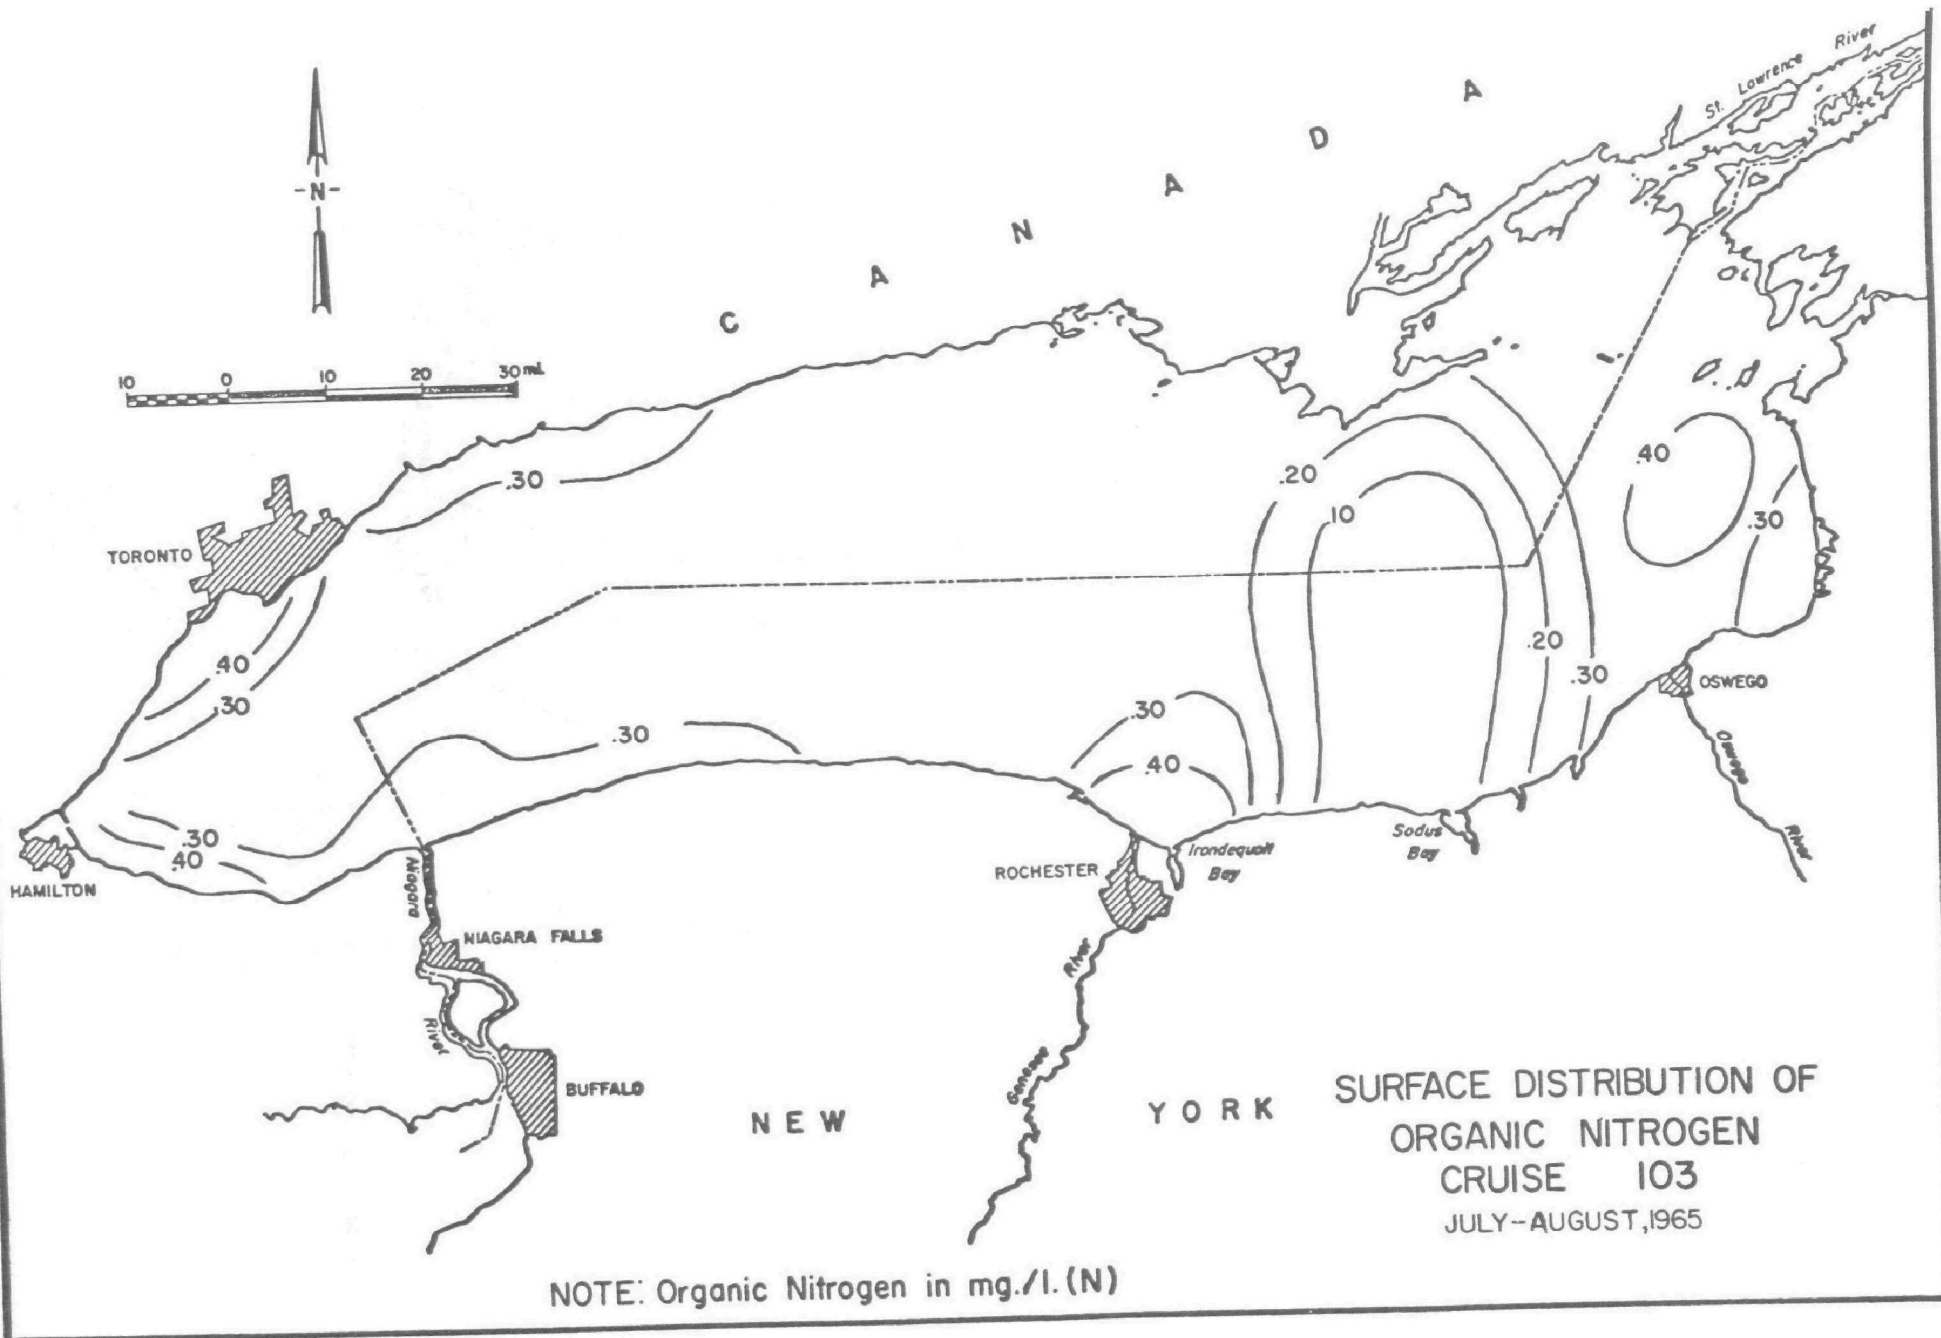 St. Lawrence River
C A N A D A
-N-
10 0 10 20 30 mi.
.40
.20
.30
.10
.30
TORONTO
.40
.30
.20
.30
OSWEGO
.30
.30
.40
.30
.40
HAMILTON
Oswego River
Sodus
Bay
Irondequoit
Bay
ROCHESTER
Niagara River
NIAGARA FALLS
BUFFALO
Genesee River
NEW YORK
SURFACE DISTRIBUTION OF
ORGANIC NITROGEN
CRUISE 103
JULY-AUGUST, 1965
NOTE: Organic Nitrogen in mg./l. (N)